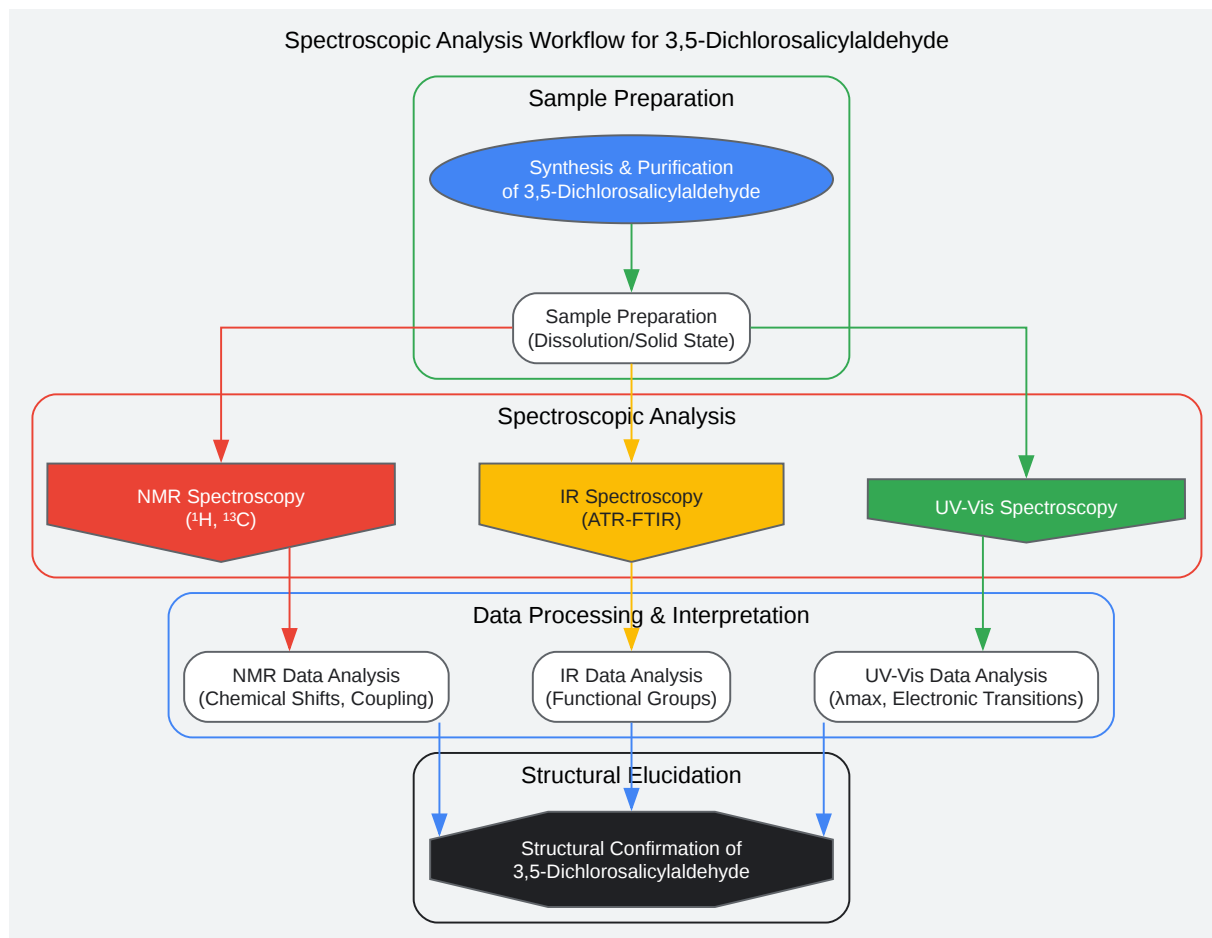 Spectroscopic Analysis Workflow for 3,5-Dichlorosalicylaldehyde
Sample Preparation
Synthesis & Purification
of 3,5-Dichlorosalicylaldehyde
Sample Preparation
(Dissolution/Solid State)
Spectroscopic Analysis
NMR Spectroscopy
(¹H, ¹³C)
IR Spectroscopy
(ATR-FTIR)
UV-Vis Spectroscopy
Data Processing & Interpretation
NMR Data Analysis
(Chemical Shifts, Coupling)
IR Data Analysis
(Functional Groups)
UV-Vis Data Analysis
(λmax, Electronic Transitions)
Structural Elucidation
Structural Confirmation of
3,5-Dichlorosalicylaldehyde